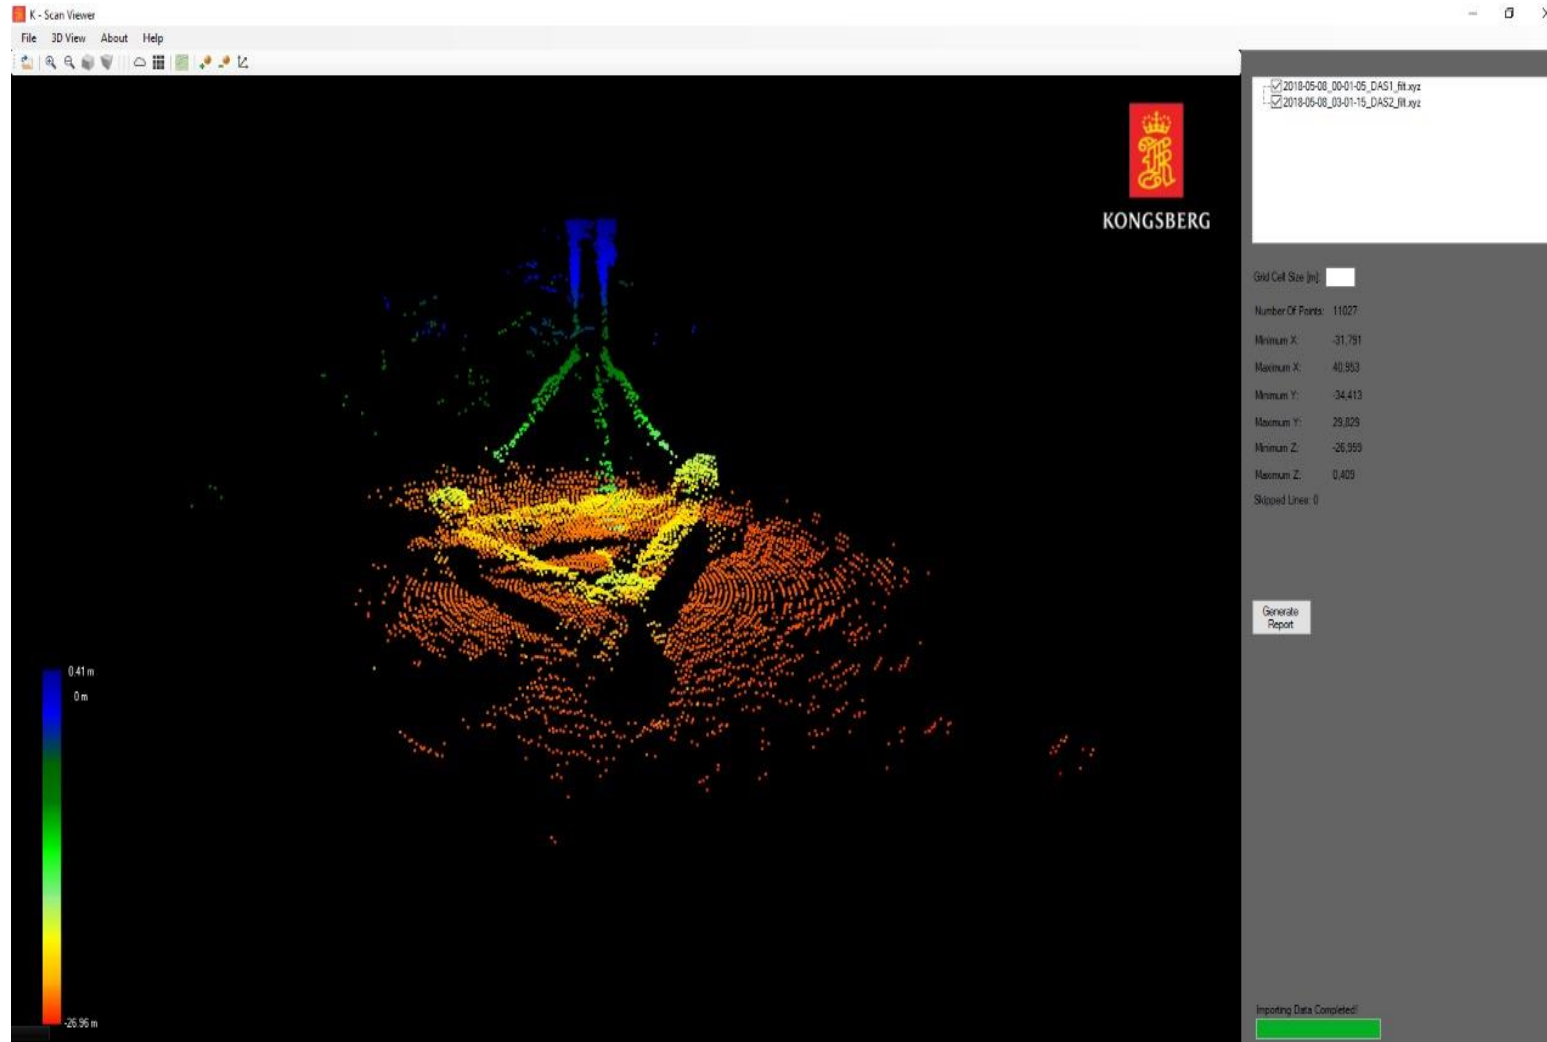 K - Scan Viewer
File 3D View About Help
2018-05-08_00-01-05_DAS1_filt.xyz
2018-05-08_03-01-15_DAS2_filt.xyz
KONGSBERG
Grid Cell Size [m]:
Number Of Points: 11027
Minimum X: -31,791
Maximum X: 40,953
Minimum Y: -34,413
Maximum Y: 29,829
Minimum Z: -26,959
Maximum Z: 0,409
Skipped Lines: 0
Generate
Report
0.41 m
0 m
-26.96 m
Importing Data Completed!